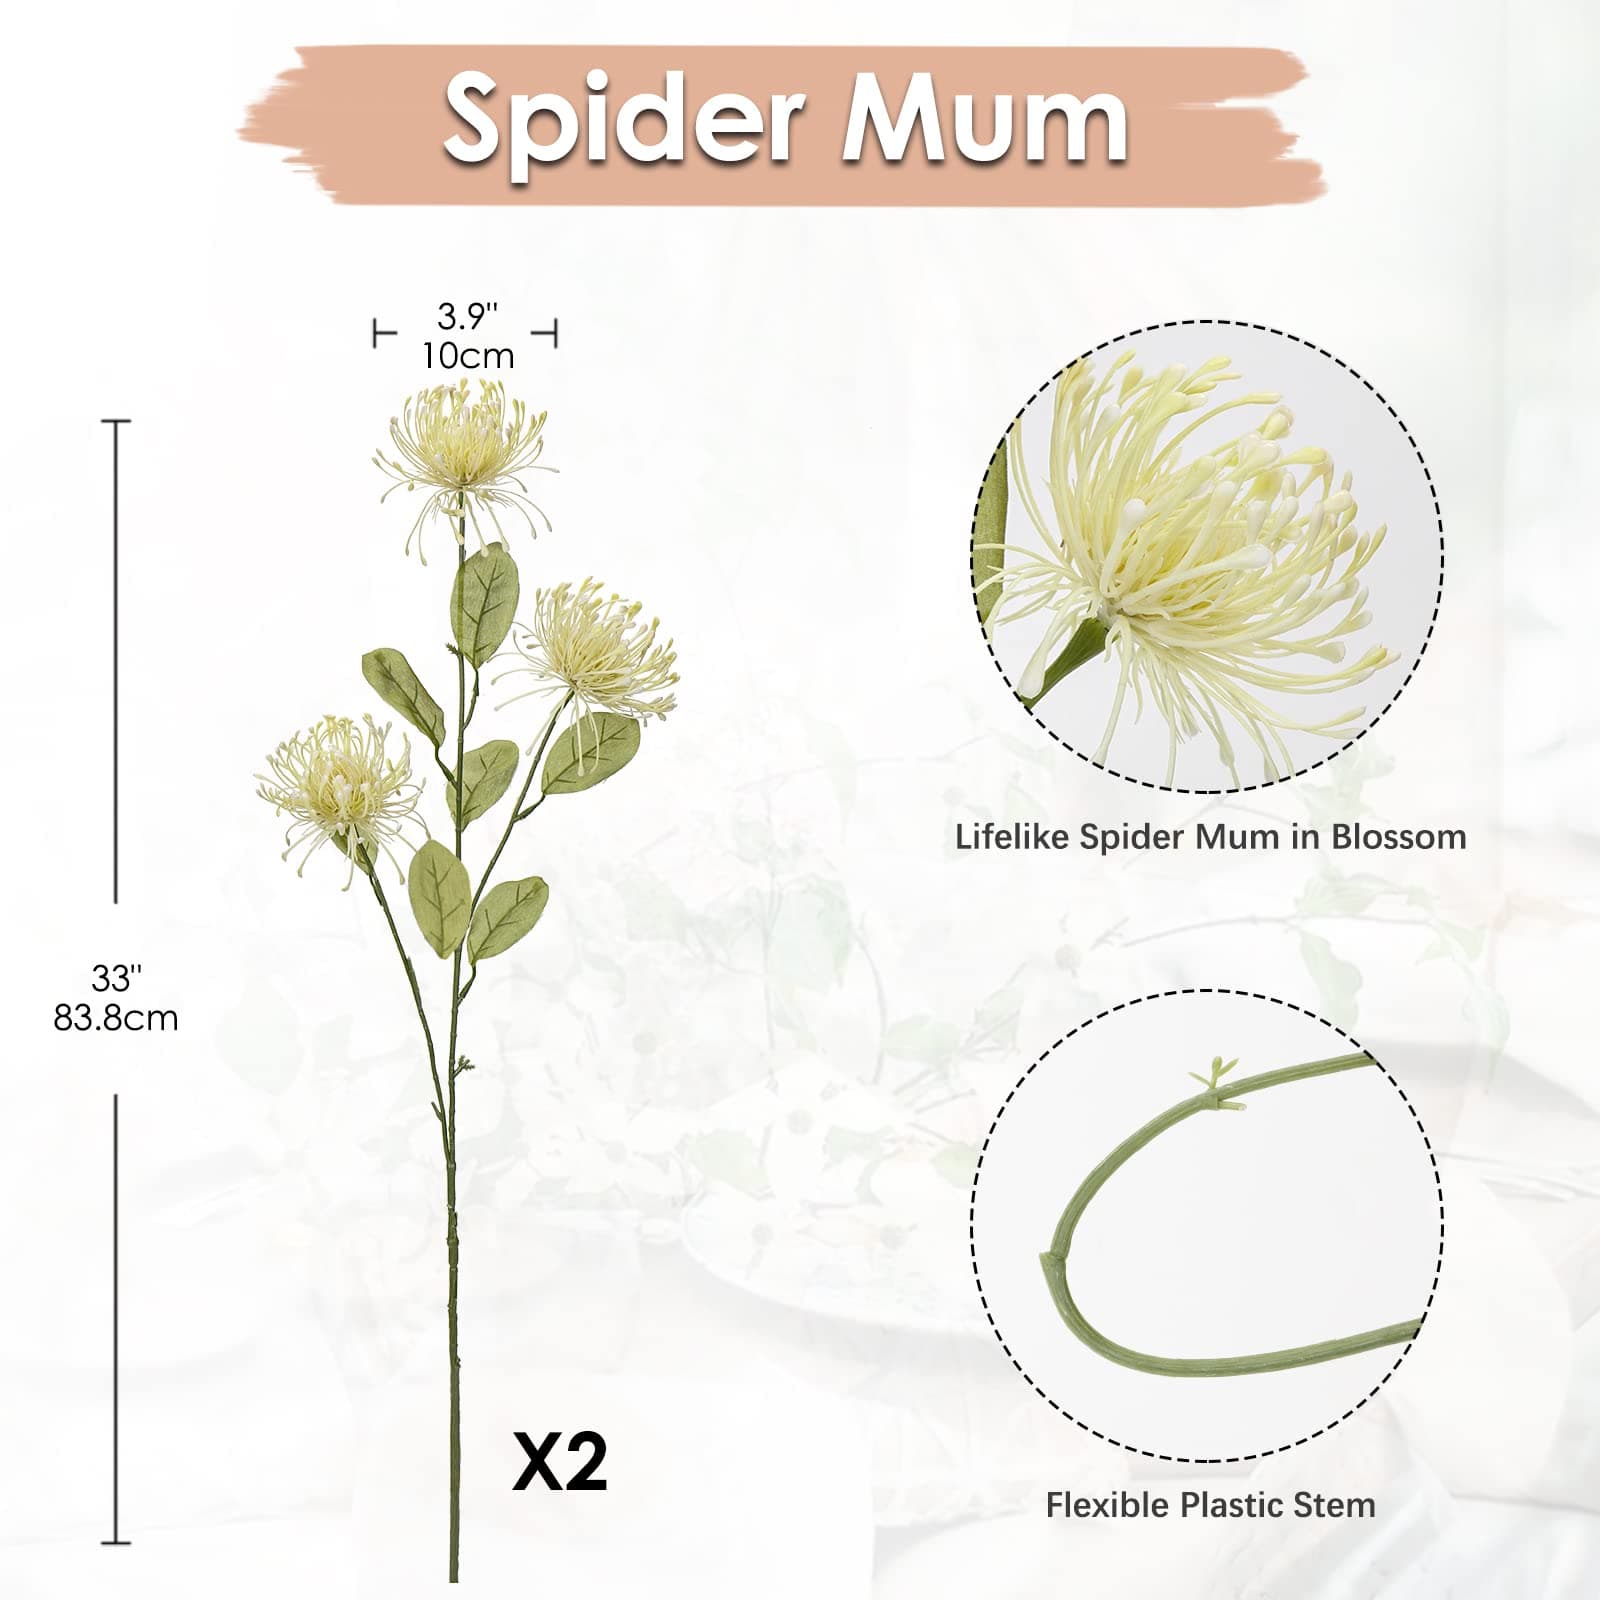 Spider Mum
3.9"
10cm
33"
83.8cm
X2
Lifelike Spider Mum in Blossom
Flexible Plastic Stem